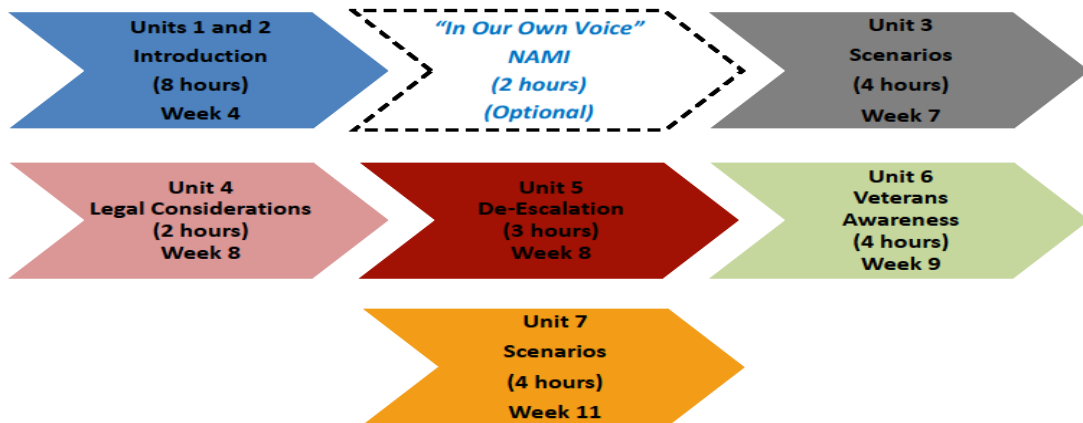 Units 1 and 2
Introduction
(8 hours)
Week 4
“In Our Own Voice”
NAMI
(2 hours)
(Optional)
Unit 3
Scenarios
(4 hours)
Week 7
Unit 4
Legal Considerations
(2 hours)
Week 8
Unit 5
De-Escalation
(3 hours)
Week 8
Unit 6
Veterans
Awareness
(4 hours)
Week 9
Unit 7
Scenarios
(4 hours)
Week 11